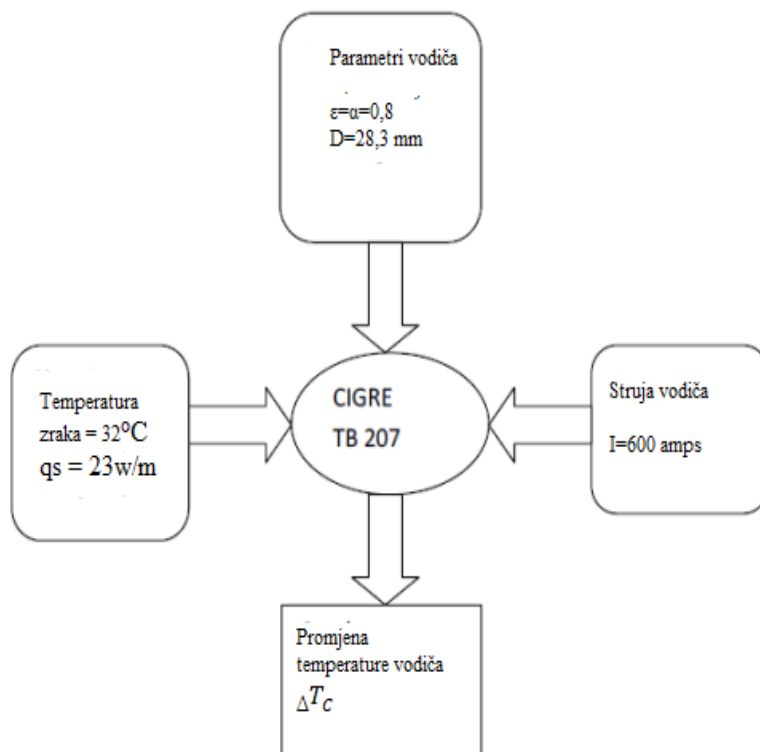 Parametri vodiča
ε=α=0,8
D=28,3 mm
Temperatura
zraka = 32°C
qs = 23w/m
CIGRE
TB 207
Struja vodiča
I=600 amps
Promjena
temperature vodiča
ΔT_C